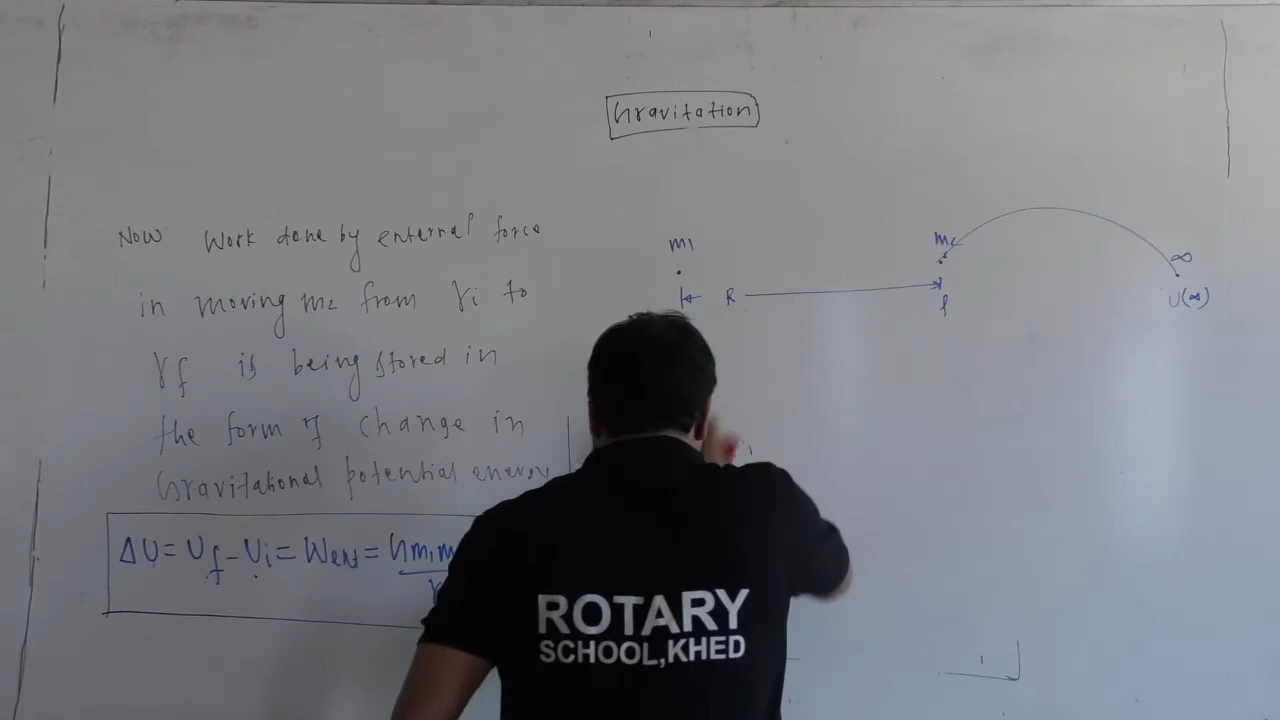 Gravitation
Now Work done by external force
in moving m2 from ri to
rf is being stored in
the form of change in
Gravitational potential energy
ΔU = Uf - Ui = Wext = Gm1m
r
m1
R
m2
f
∞
U(∞)
1
ROTARY
SCHOOL,KHED